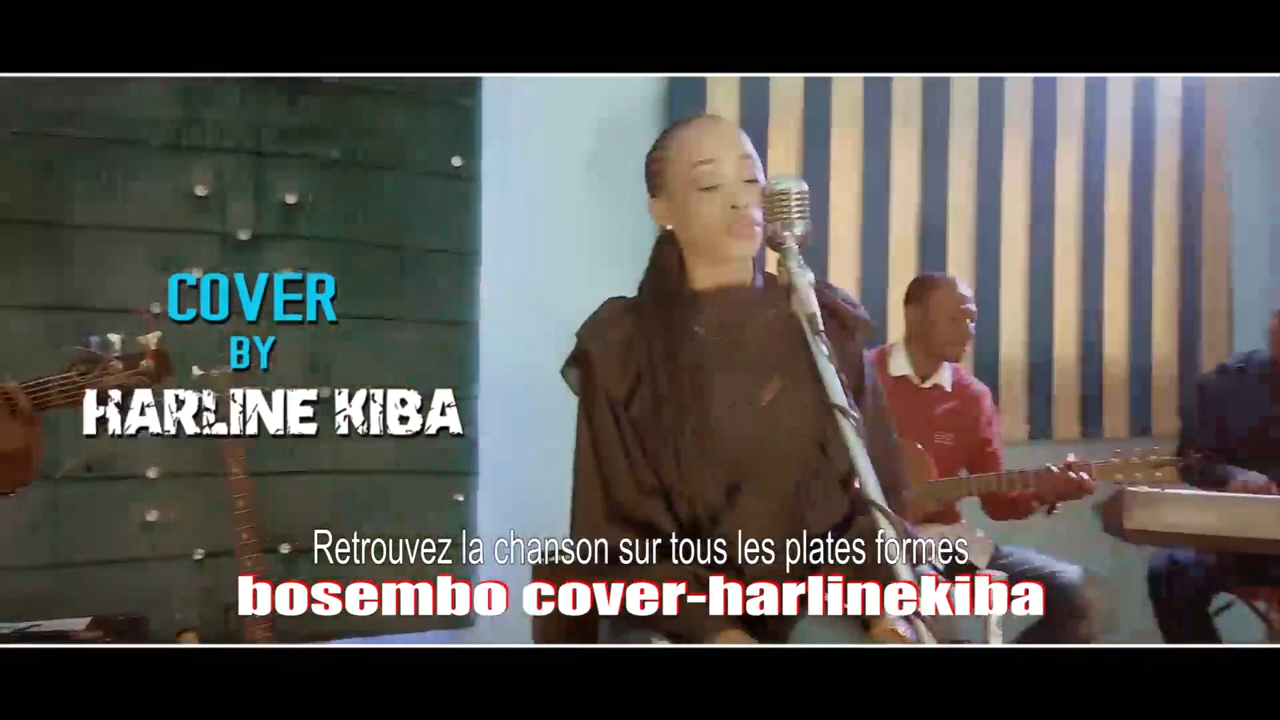 COVER
BY
HARLINE KIBA
Retrouvez la chanson sur tous les plates formes
bosembo cover-harlinekiba